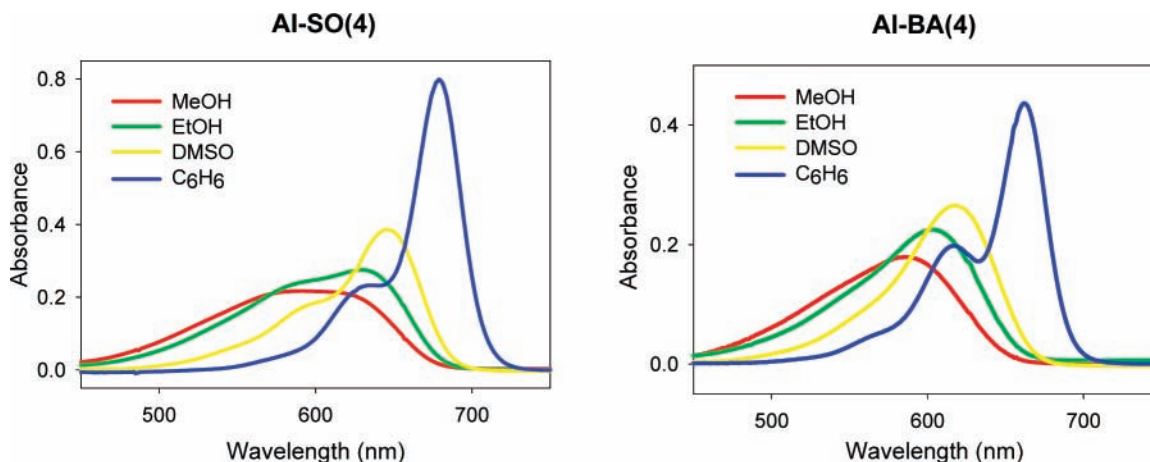 Al-SO(4)
0.8
0.6
0.4
0.2
0.0
Absorbance
MeOH
EtOH
DMSO
C6H6
500
600
700
Wavelength (nm)
Al-BA(4)
0.4
0.2
0.0
Absorbance
MeOH
EtOH
DMSO
C6H6
500
600
700
Wavelength (nm)